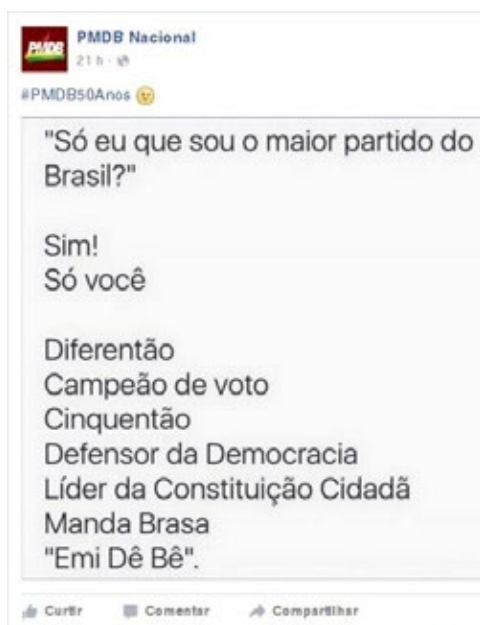 PMDB
PMDB Nacional
21 h
#PMDB50Anos
"Só eu que sou o maior partido do
Brasil?"
Sim!
Só você
Diferentão
Campeão de voto
Cinquentão
Defensor da Democracia
Líder da Constituição Cidadã
Manda Brasa
"Emi Dê Bê".
Curtir Comentar Compartilhar